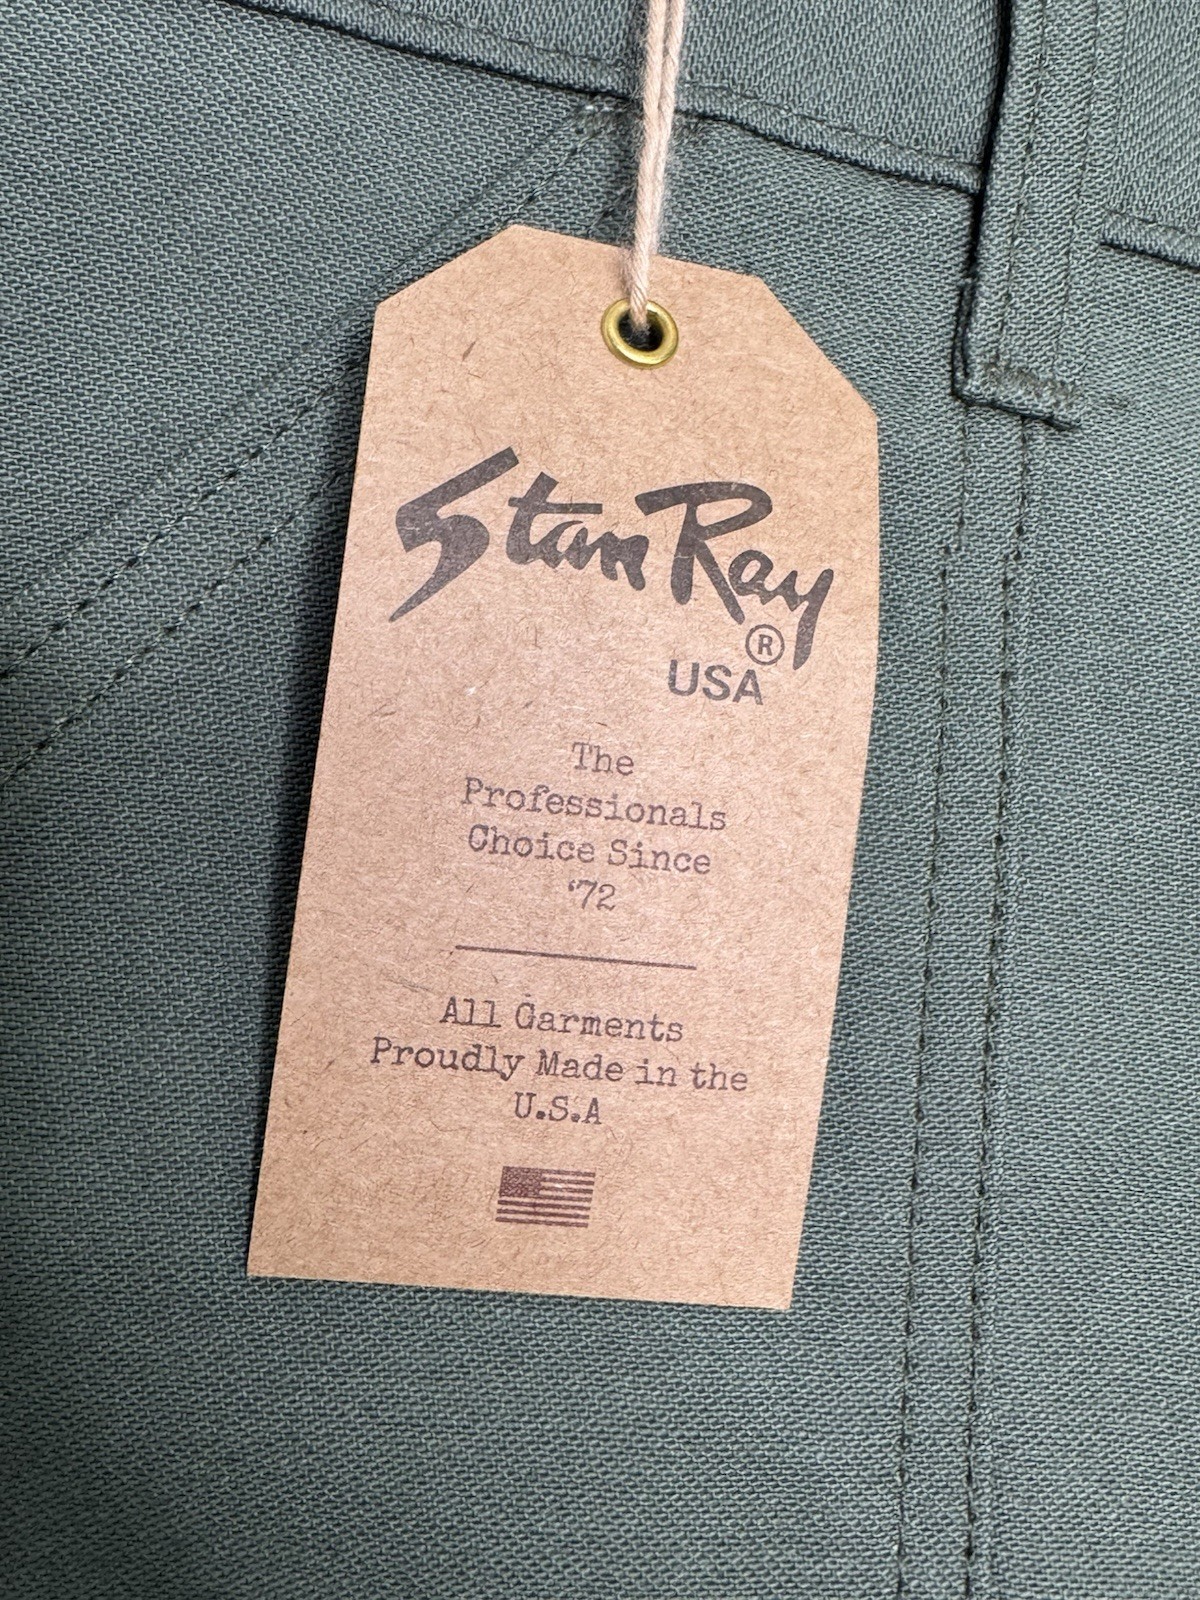 Stan Ray
®
USA
The
Professionals
Choice Since
‘72
All Garments
Proudly Made in the
U.S.A